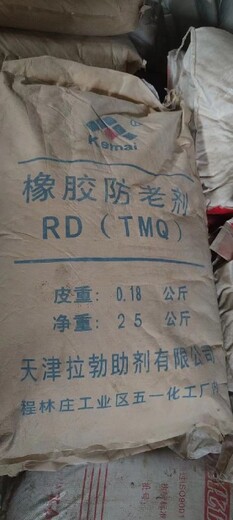 Kemai
橡胶防老剂
RD（TMQ）
皮重：0.18 公斤
净重：25 公斤
天津拉勃助剂有限公司
程林庄工业区五一化工厂